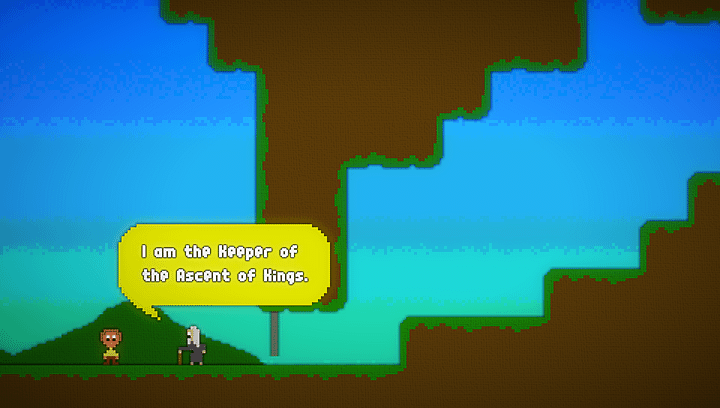 I am the Keeper of
the Ascent of Kings.